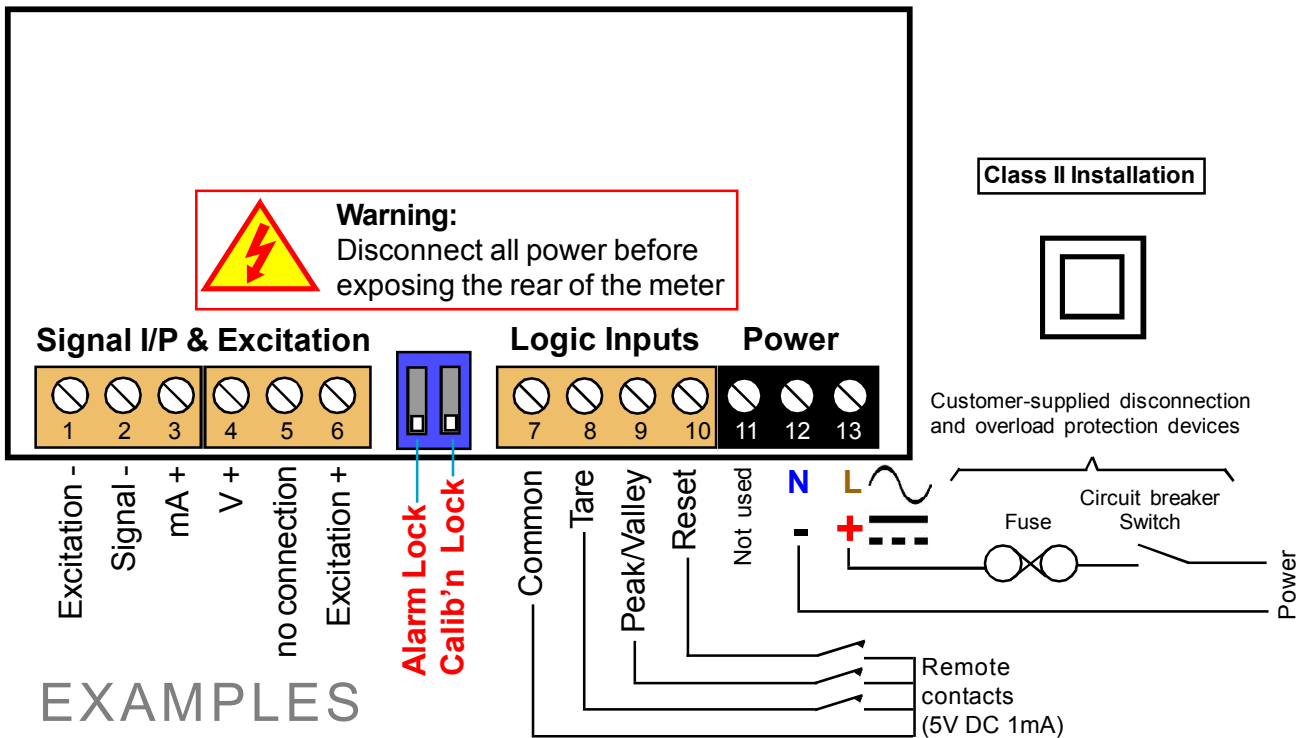 Warning:
Disconnect all power before
exposing the rear of the meter
Class II Installation
Signal I/P & Excitation
Logic Inputs
Power
1 2 3 4 5 6
7 8 9 10 11 12 13
Customer-supplied disconnection
and overload protection devices
Excitation -
Signal -
mA +
V +
no connection
Excitation +
Alarm Lock
Calib'n Lock
Common
Tare
Peak/Valley
Reset
Not used
N
L
-
+
Fuse
Circuit breaker
Switch
Power
Remote
contacts
(5V DC 1mA)
EXAMPLES